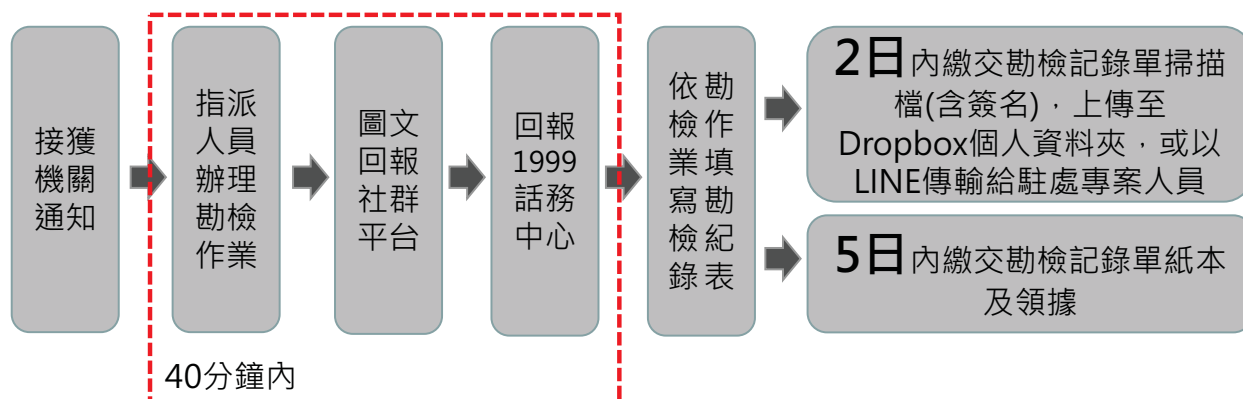 接獲
機關
通知
指派
人員
辦理
勘檢
作業
圖文
回報
社群
平台
回報
1999
話務
中心
依勘
檢作
業填
寫勘
檢紀
錄表
2日內繳交勘檢記錄單掃描
檔(含簽名)，上傳至
Dropbox個人資料夾，或以
LINE傳輸給駐處專案人員
5日內繳交勘檢記錄單紙本
及領據
40分鐘內